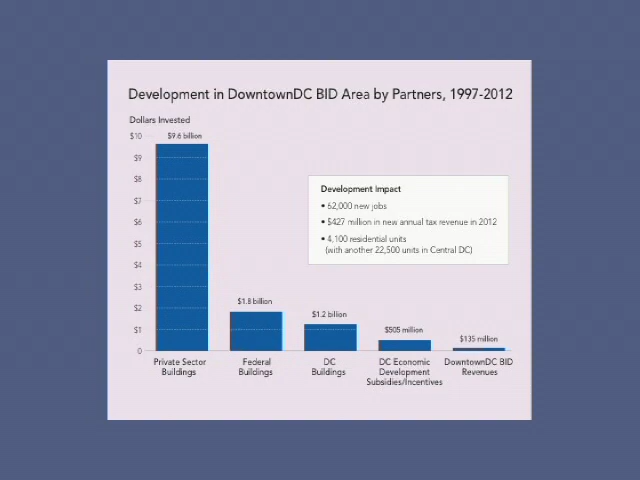 Development in DowntownDC BID Area by Partners, 1997-2012
Dollars Invested
$10
$9.6 billion
$9
$8
Development Impact
$7
• 62,000 new jobs
$6
• $427 million in new annual tax revenue in 2012
$5
• 4,100 residential units
(with another 22,500 units in Central DC)
$4
$3
$2
$1.8 billion
$1.2 billion
$1
$505 million
$135 million
0
Private Sector
Buildings
Federal
Buildings
DC
Buildings
DC Economic
Development
Subsidies/Incentives
DowntownDC BID
Revenues